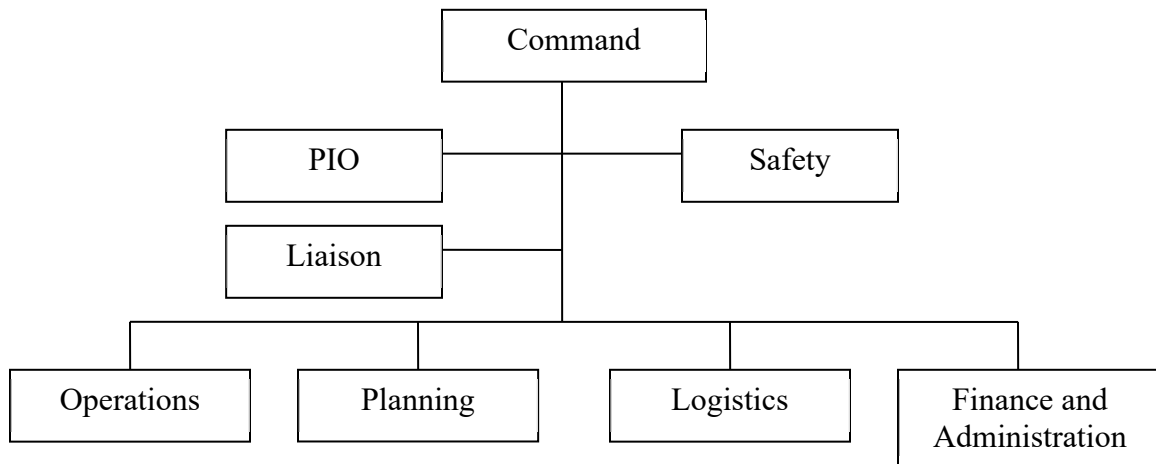 Command
PIO
Safety
Liaison
Operations
Planning
Logistics
Finance and
Administration